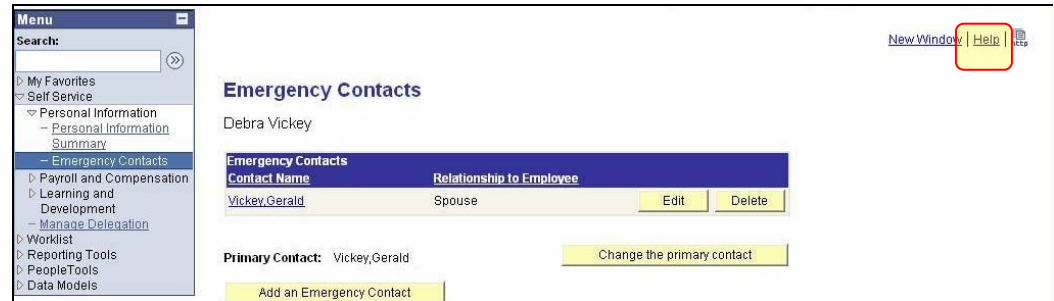 Menu
Search:
New Window | Help | http
My Favorites
Self Service
Personal Information
Personal Information
Summary
Emergency Contacts
Payroll and Compensation
Learning and
Development
Manage Delegation
Worklist
Reporting Tools
PeopleTools
Data Models
Emergency Contacts
Debra Vickey
Emergency Contacts
Contact Name Relationship to Employee
Vickey,Gerald Spouse Edit Delete
Primary Contact: Vickey,Gerald Change the primary contact
Add an Emergency Contact